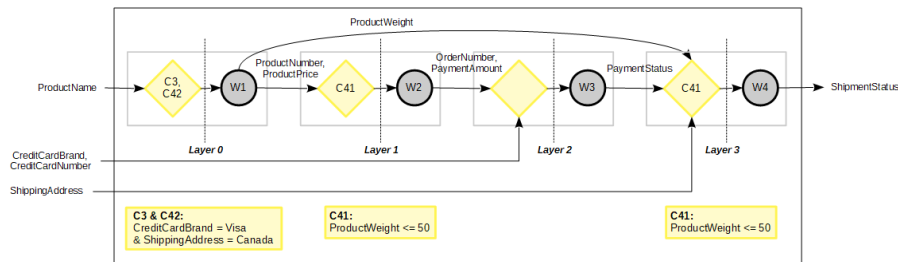 ProductWeight
ProductName
C3,
C42
W1
ProductNumber,
ProductPrice
C41
W2
OrderNumber,
PaymentAmount
W3
PaymentStatus
C41
W4
ShipmentStatus
Layer 0
Layer 1
Layer 2
Layer 3
CreditCardBrand,
CreditCardNumber
ShippingAddress
C3 & C42:
CreditCardBrand = Visa
& ShippingAddress = Canada
C41:
ProductWeight <= 50
C41:
ProductWeight <= 50